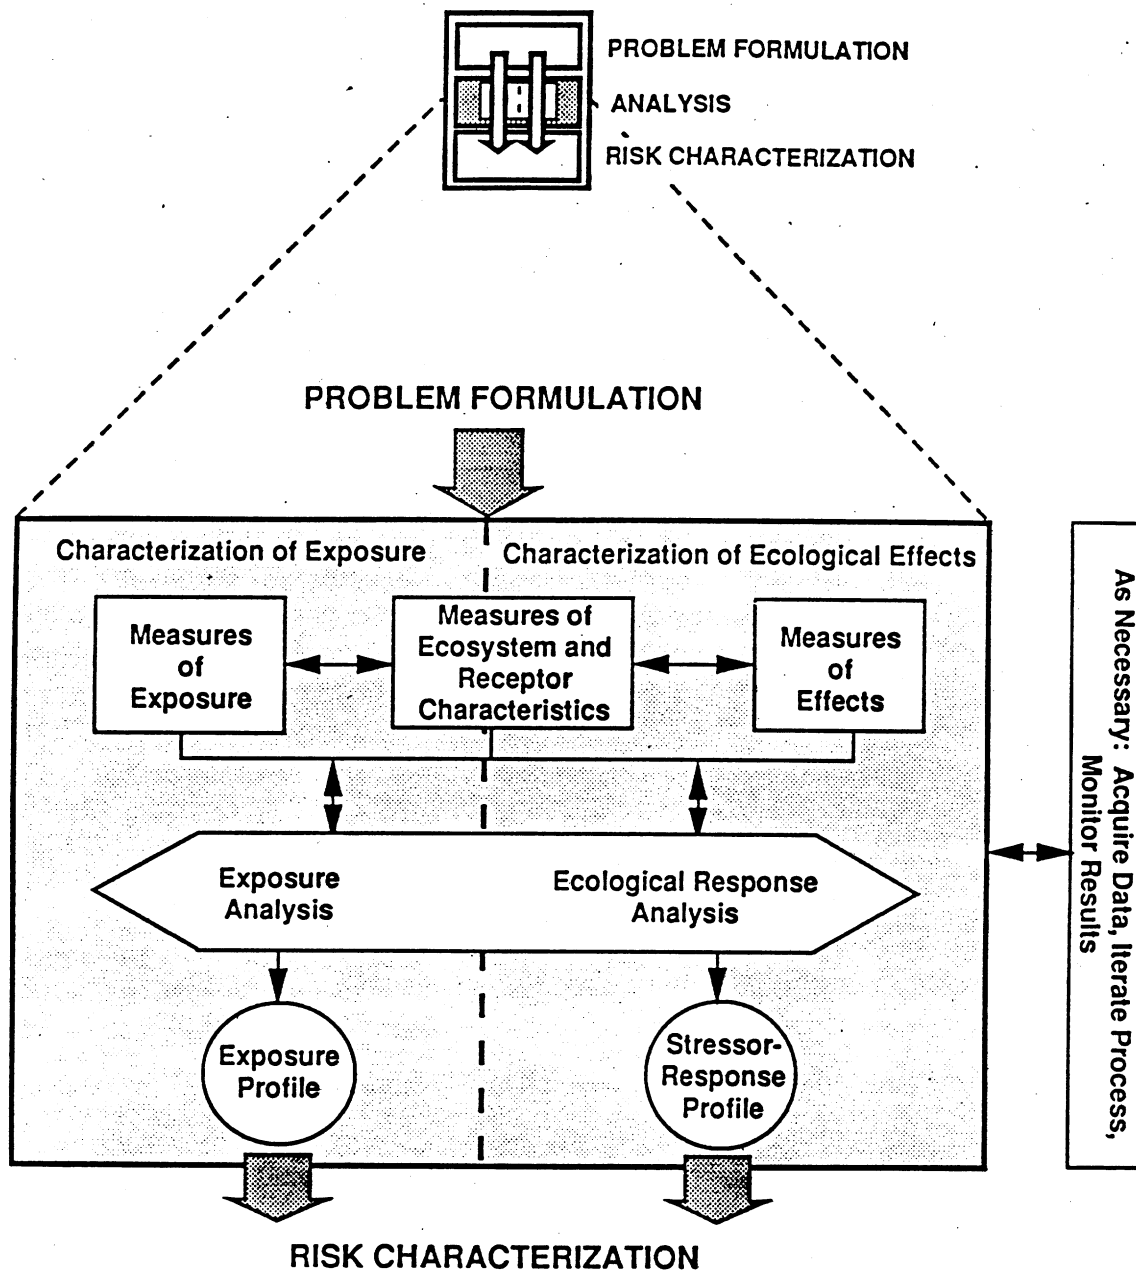 PROBLEM FORMULATION
ANALYSIS
RISK CHARACTERIZATION
PROBLEM FORMULATION
Characterization of Exposure
Characterization of Ecological Effects
Measures
of
Exposure
Measures of
Ecosystem and
Receptor
Characteristics
Measures
of
Effects
Exposure
Analysis
Ecological Response
Analysis
Exposure
Profile
Stressor-
Response
Profile
As Necessary: Acquire Data, Iterate Process,
Monitor Results
RISK CHARACTERIZATION